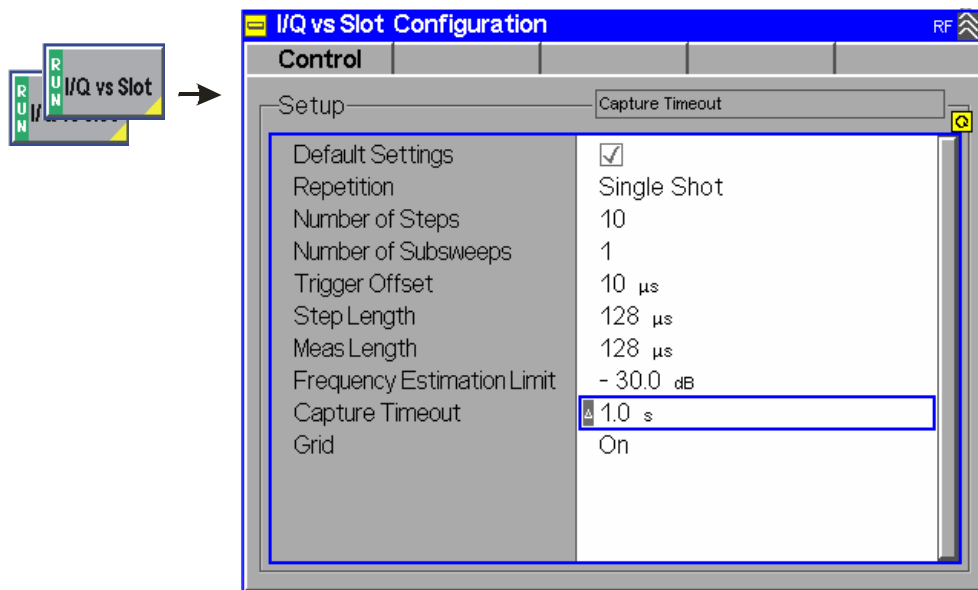 I/Q vs Slot Configuration
RF
Control
RUN
I/Q vs Slot
RUN
Setup
Capture Timeout
Default Settings
Repetition Single Shot
Number of Steps 10
Number of Subsweeps 1
Trigger Offset 10 µs
Step Length 128 µs
Meas Length 128 µs
Frequency Estimation Limit - 30.0 dB
Capture Timeout 1.0 s
Grid On